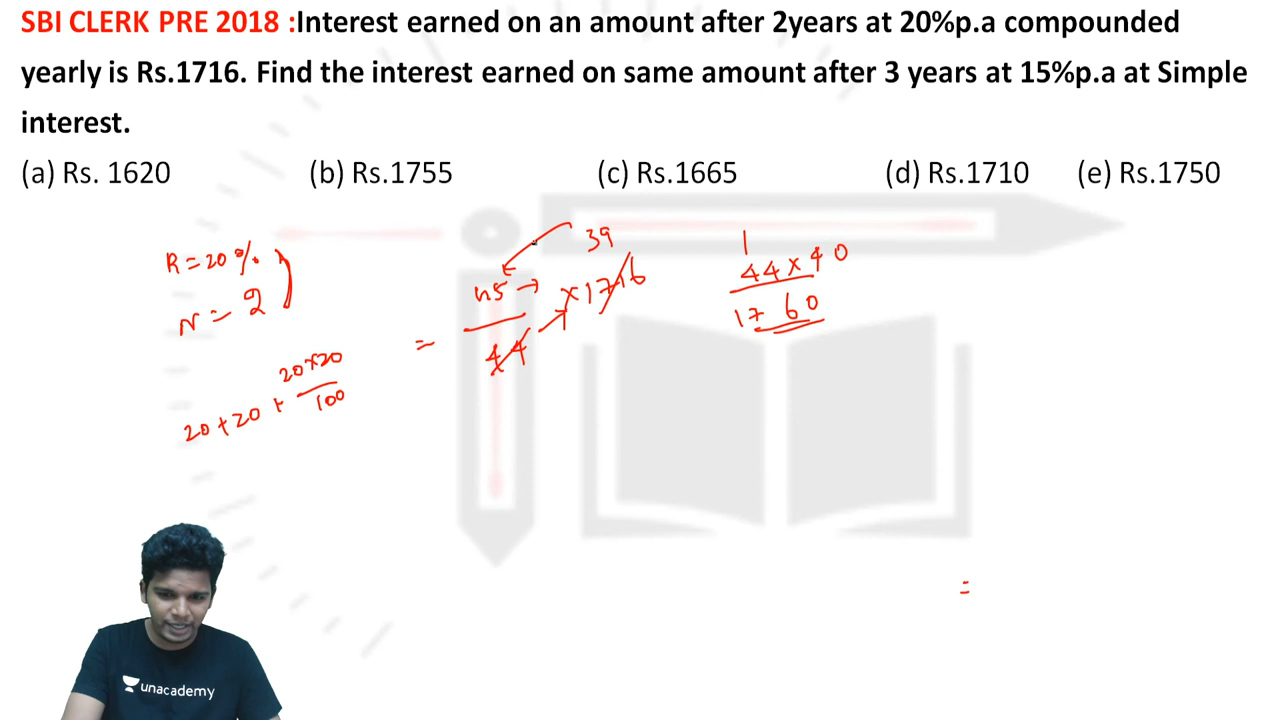 SBI CLERK PRE 2018 :Interest earned on an amount after 2years at 20%p.a compounded
yearly is Rs.1716. Find the interest earned on same amount after 3 years at 15%p.a at Simple
interest.
(a) Rs. 1620 (b) Rs.1755 (c) Rs.1665 (d) Rs.1710 (e) Rs.1750
R = 20 %
N = 2
20 + 20 + 20x20
100
=
39
45 → x 1716
44
1
44 x 40
1760
=
unacademy